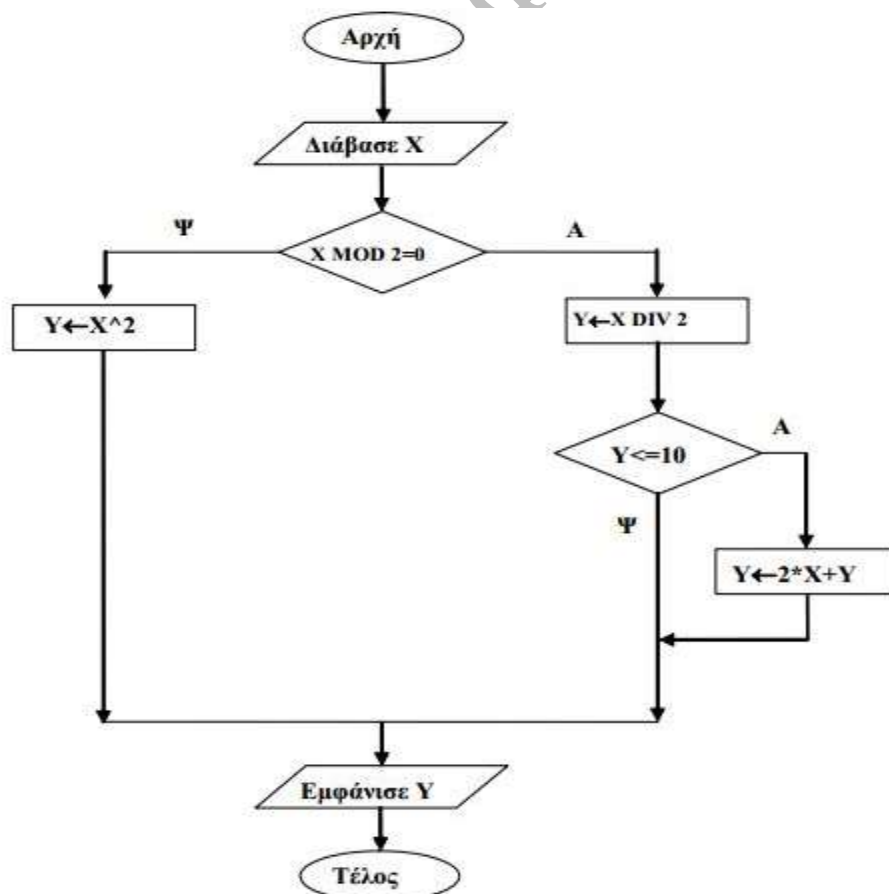 Αρχή
Διάβασε Χ
Ψ
Α
X MOD 2=0
Y←X^2
Y←X DIV 2
Α
Y<=10
Ψ
Y←2*X+Y
Εμφάνισε Υ
Τέλος